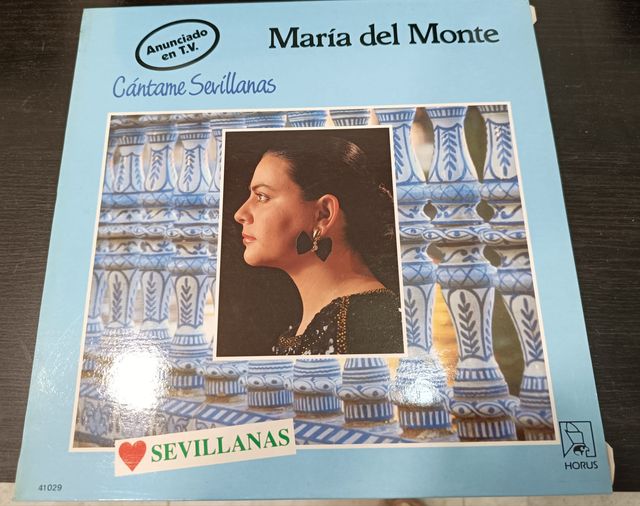 Anunciado
en T.V.
María del Monte
Cántame Sevillanas
SEVILLANAS
41029
HORUS